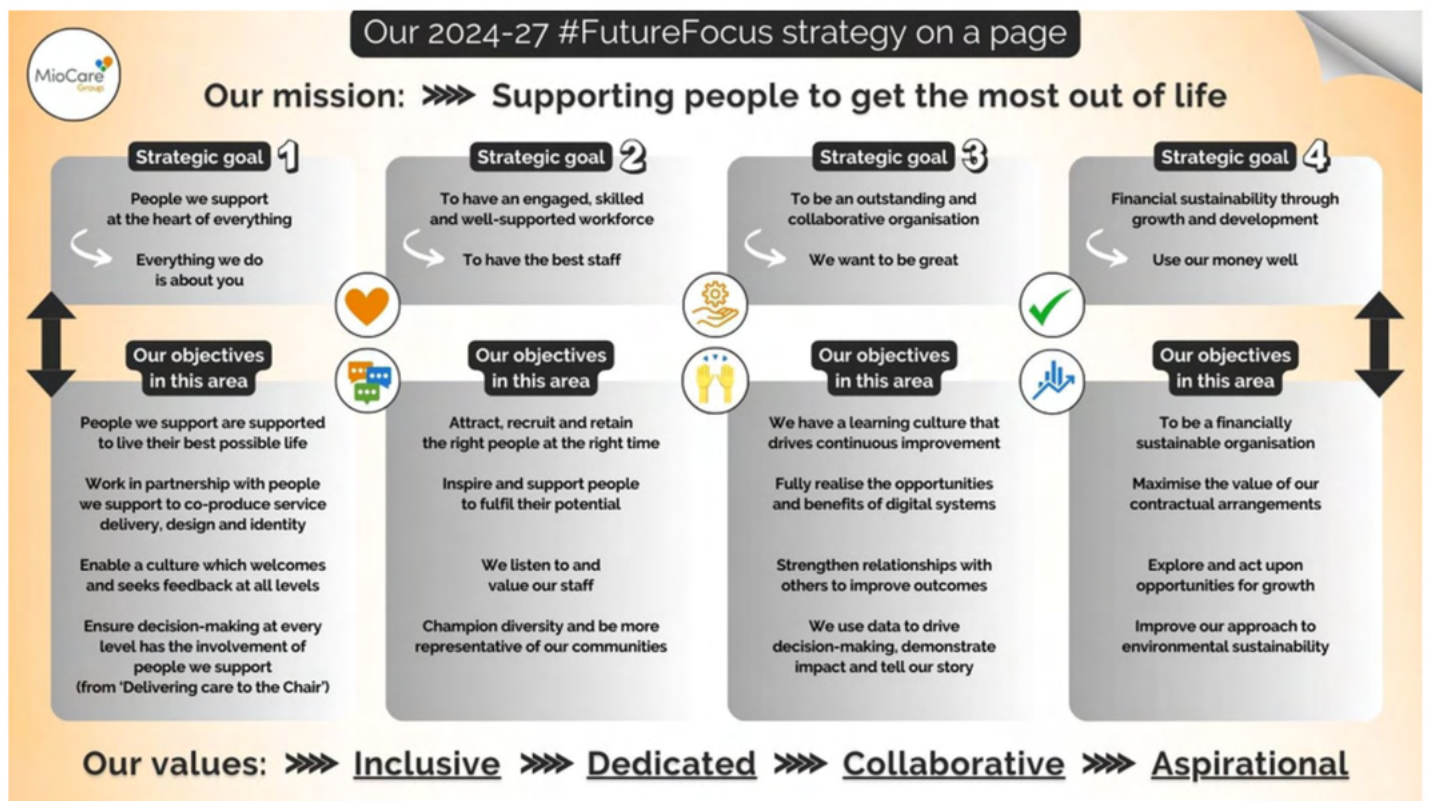 Our 2024-27 #FutureFocus strategy on a page
MioCare
Group
Our mission: >>>> Supporting people to get the most out of life
Strategic goal 1
People we support
at the heart of everything
Everything we do
is about you
Strategic goal 2
To have an engaged, skilled
and well-supported workforce
To have the best staff
Strategic goal 3
To be an outstanding and
collaborative organisation
We want to be great
Strategic goal 4
Financial sustainability through
growth and development
Use our money well
Our objectives
in this area
People we support are supported
to live their best possible life
Work in partnership with people
we support to co-produce service
delivery, design and identity
Enable a culture which welcomes
and seeks feedback at all levels
Ensure decision-making at every
level has the involvement of
people we support
(from ‘Delivering care to the Chair’)
Our objectives
in this area
Attract, recruit and retain
the right people at the right time
Inspire and support people
to fulfil their potential
We listen to and
value our staff
Champion diversity and be more
representative of our communities
Our objectives
in this area
We have a learning culture that
drives continuous improvement
Fully realise the opportunities
and benefits of digital systems
Strengthen relationships with
others to improve outcomes
We use data to drive
decision-making, demonstrate
impact and tell our story
Our objectives
in this area
To be a financially
sustainable organisation
Maximise the value of our
contractual arrangements
Explore and act upon
opportunities for growth
Improve our approach to
environmental sustainability
Our values: >>>> Inclusive >>>> Dedicated >>>> Collaborative >>>> Aspirational